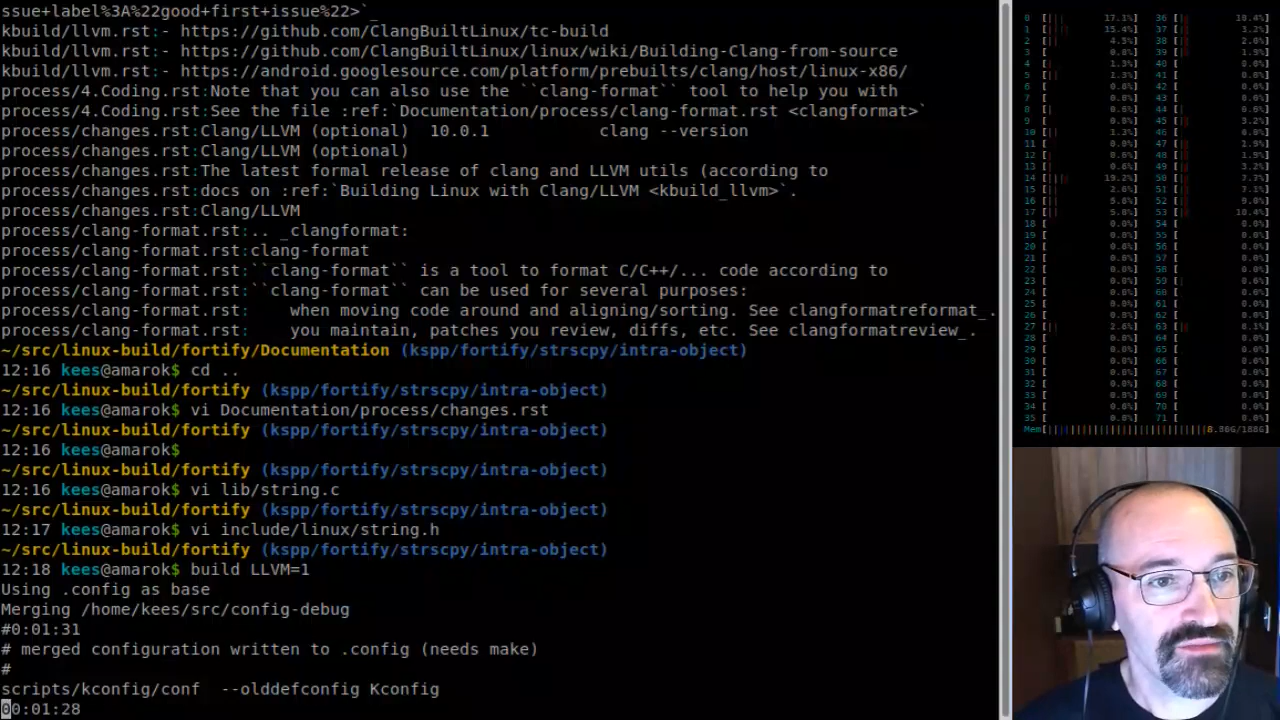 ssue+label%3A%22good+first+issue%22>`_
kbuild/llvm.rst:- https://github.com/ClangBuiltLinux/tc-build
kbuild/llvm.rst:- https://github.com/ClangBuiltLinux/linux/wiki/Building-Clang-from-source
kbuild/llvm.rst:- https://android.googlesource.com/platform/prebuilts/clang/host/linux-x86/
process/4.Coding.rst:Note that you can also use the ``clang-format`` tool to help you with
process/4.Coding.rst:See the file :ref:`Documentation/process/clang-format.rst <clangformat>`
process/changes.rst:Clang/LLVM (optional)  10.0.1           clang --version
process/changes.rst:Clang/LLVM (optional)
process/changes.rst:The latest formal release of clang and LLVM utils (according to
process/changes.rst:docs on :ref:`Building Linux with Clang/LLVM <kbuild_llvm>`.
process/changes.rst:Clang/LLVM
process/clang-format.rst:.. _clangformat:
process/clang-format.rst:clang-format
process/clang-format.rst:``clang-format`` is a tool to format C/C++/... code according to
process/clang-format.rst:``clang-format`` can be used for several purposes:
process/clang-format.rst:    when moving code around and aligning/sorting. See clangformatreformat_.
process/clang-format.rst:    you maintain, patches you review, diffs, etc. See clangformatreview_.
~/src/linux-build/fortify/Documentation (kspp/fortify/strscpy/intra-object)
12:16 kees@amarok$ cd ..
~/src/linux-build/fortify (kspp/fortify/strscpy/intra-object)
12:16 kees@amarok$ vi Documentation/process/changes.rst
~/src/linux-build/fortify (kspp/fortify/strscpy/intra-object)
12:16 kees@amarok$
~/src/linux-build/fortify (kspp/fortify/strscpy/intra-object)
12:16 kees@amarok$ vi lib/string.c
~/src/linux-build/fortify (kspp/fortify/strscpy/intra-object)
12:17 kees@amarok$ vi include/linux/string.h
~/src/linux-build/fortify (kspp/fortify/strscpy/intra-object)
12:18 kees@amarok$ build LLVM=1
Using .config as base
Merging /home/kees/src/config-debug
#0:01:31
# merged configuration written to .config (needs make)
#
scripts/kconfig/conf  --olddefconfig Kconfig
00:01:28